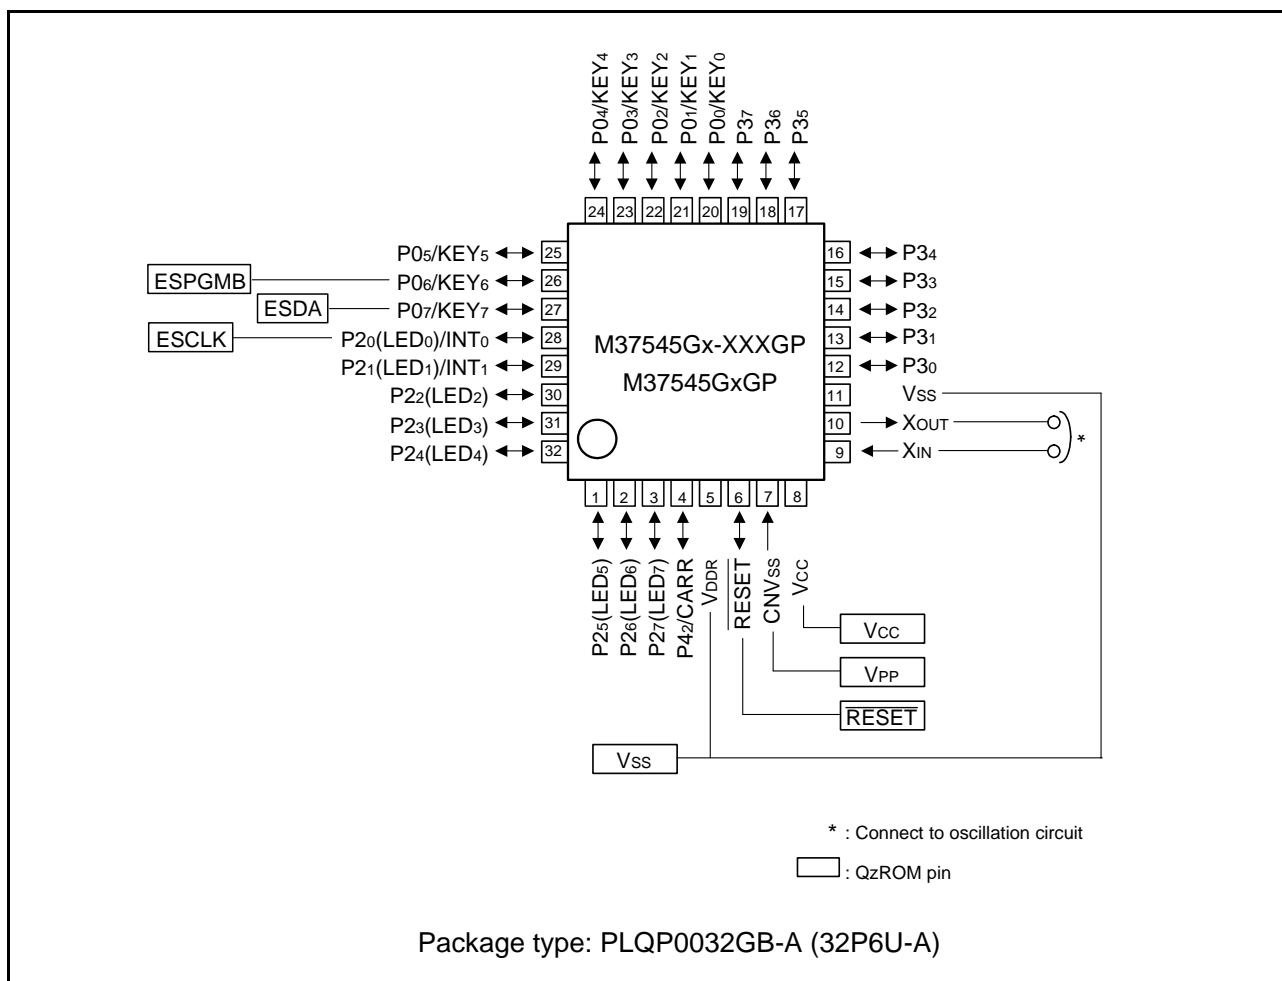 P04/KEY4
P03/KEY3
P02/KEY2
P01/KEY1
P00/KEY0
P37
P36
P35
24 23 22 21 20 19 18 17
P05/KEY5 25
ESPGMB P06/KEY6 26
ESDA P07/KEY7 27
ESCLK P20(LED0)/INT0 28
P21(LED1)/INT1 29
P22(LED2) 30
P23(LED3) 31
P24(LED4) 32
M37545Gx-XXXGP
M37545GxGP
16 P34
15 P33
14 P32
13 P31
12 P30
11 VSS
10 XOUT
9 XIN
*
1 2 3 4 5 6 7 8
P25(LED5)
P26(LED6)
P27(LED7)
P42/CARR
VDDR
RESET
CNVSS
VCC
VCC
VPP
RESET
VSS
* : Connect to oscillation circuit
: QzROM pin
Package type: PLQP0032GB-A (32P6U-A)